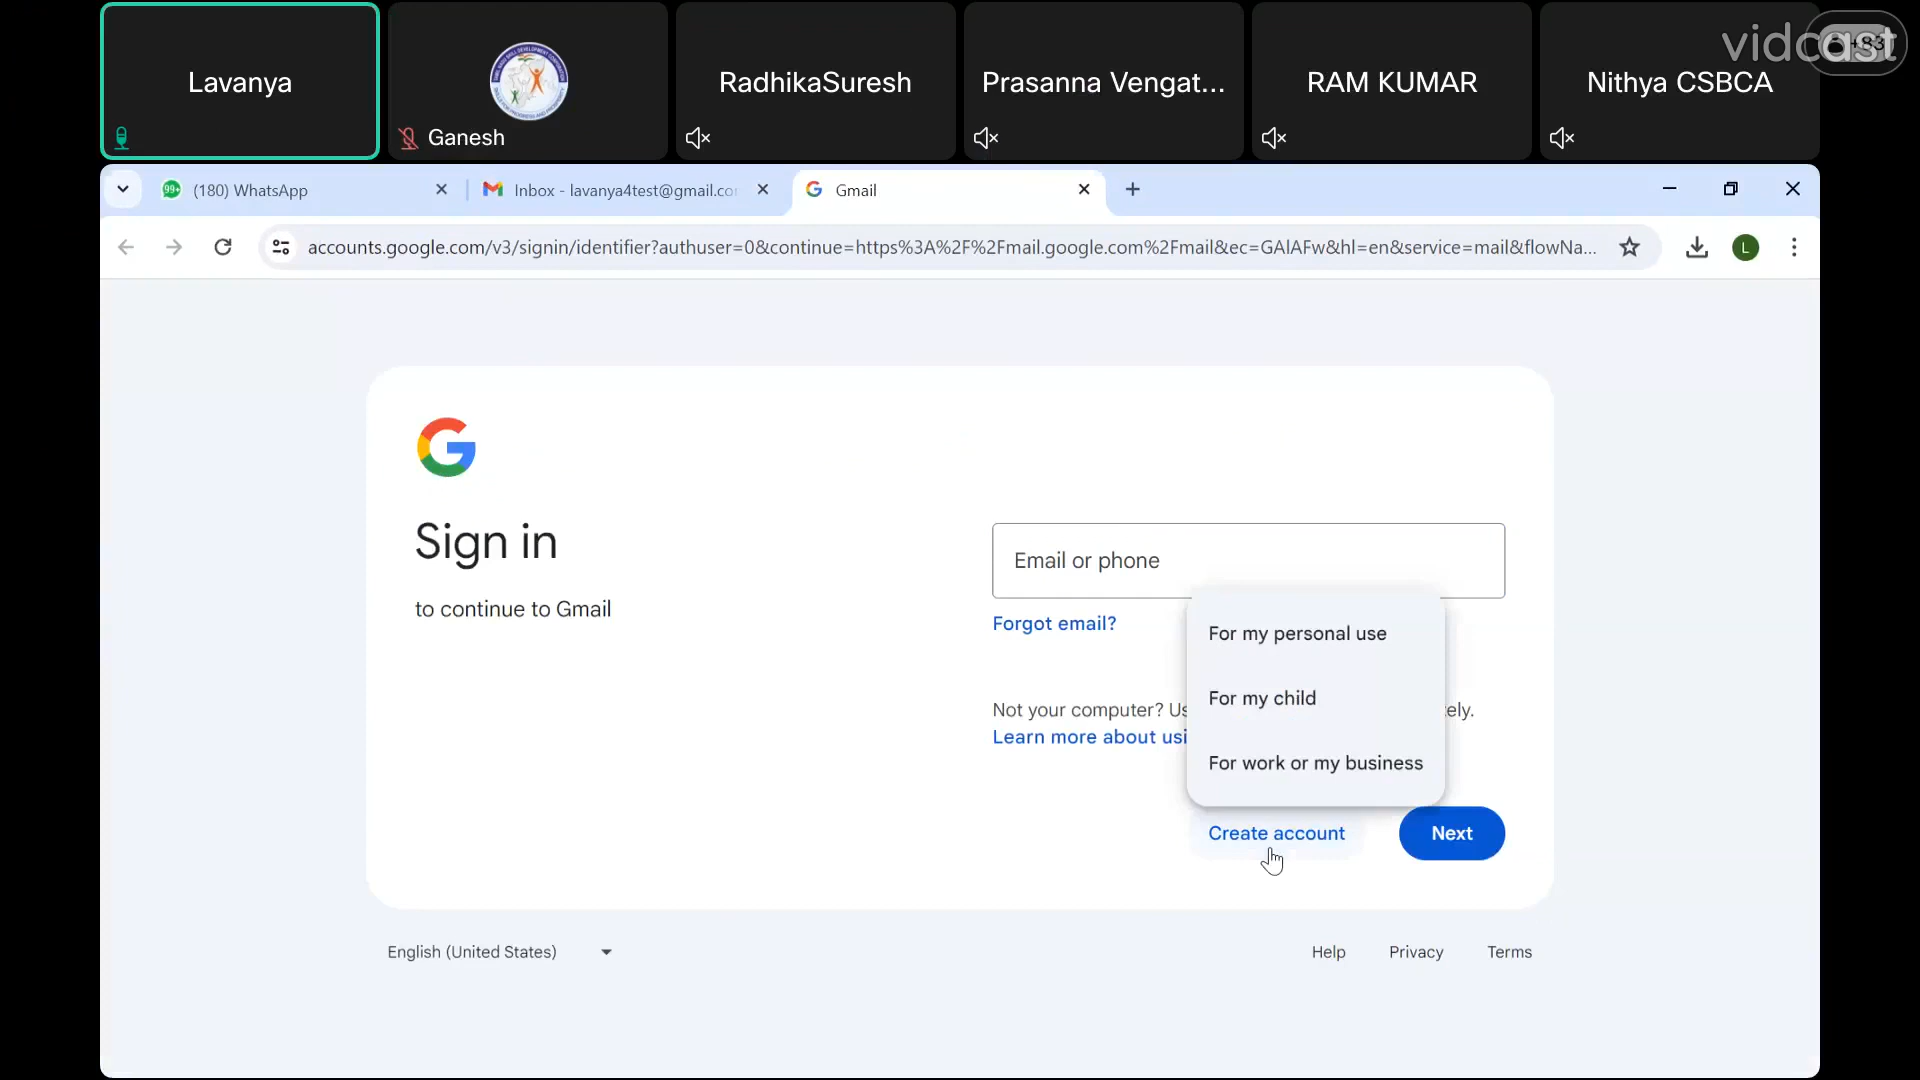 Lavanya
Ganesh
RadhikaSuresh
Prasanna Vengat...
RAM KUMAR
Nithya CSBCA
vidcast
+83
99+ (180) WhatsApp
Inbox - lavanya4test@gmail.co
Gmail
accounts.google.com/v3/signin/identifier?authuser=0&continue=https%3A%2F%2Fmail.google.com%2Fmail&ec=GAlAFw&hl=en&service=mail&flowNa...
L
Sign in
to continue to Gmail
Email or phone
Forgot email?
For my personal use
For my child
For work or my business
Not your computer? Us
ely.
Learn more about usi
Create account
Next
English (United States)
Help
Privacy
Terms